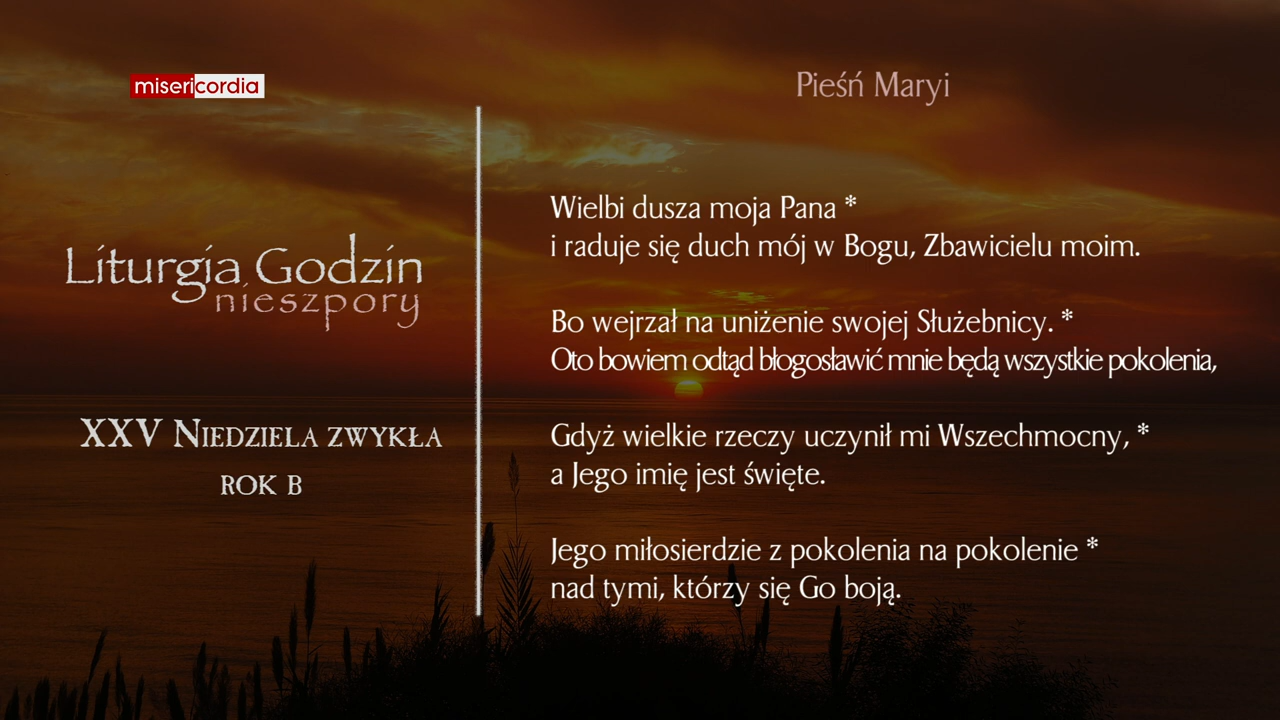 misericordia
Liturgia Godzin
nieszpory
XXV Niedziela zwykła
rok B
Pieśń Maryi
Wielbi dusza moja Pana *
i raduje się duch mój w Bogu, Zbawicielu moim.
Bo wejrzał na uniżenie swojej Służebnicy. *
Oto bowiem odtąd błogosławić mnie będą wszystkie pokolenia,
Gdyż wielkie rzeczy uczynił mi Wszechmocny, *
a Jego imię jest święte.
Jego miłosierdzie z pokolenia na pokolenie *
nad tymi, którzy się Go boją.